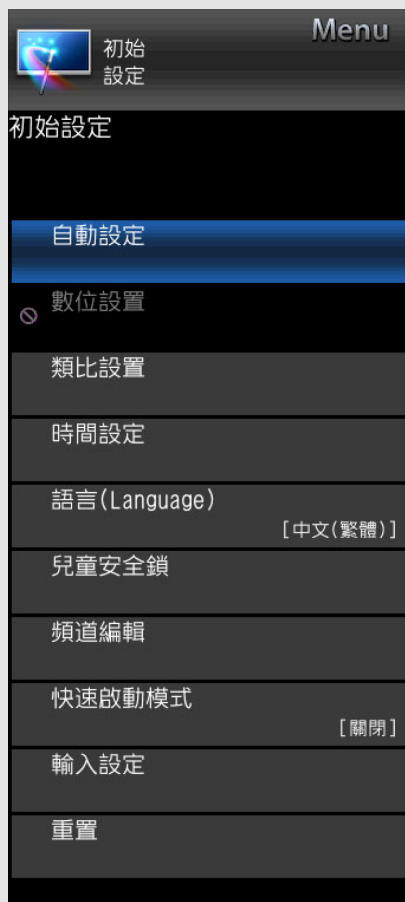 Menu
初始
設定
初始設定
自動設定
數位設置
類比設置
時間設定
語言(Language)
[中文(繁體)]
兒童安全鎖
頻道編輯
快速啟動模式
[關閉]
輸入設定
重置